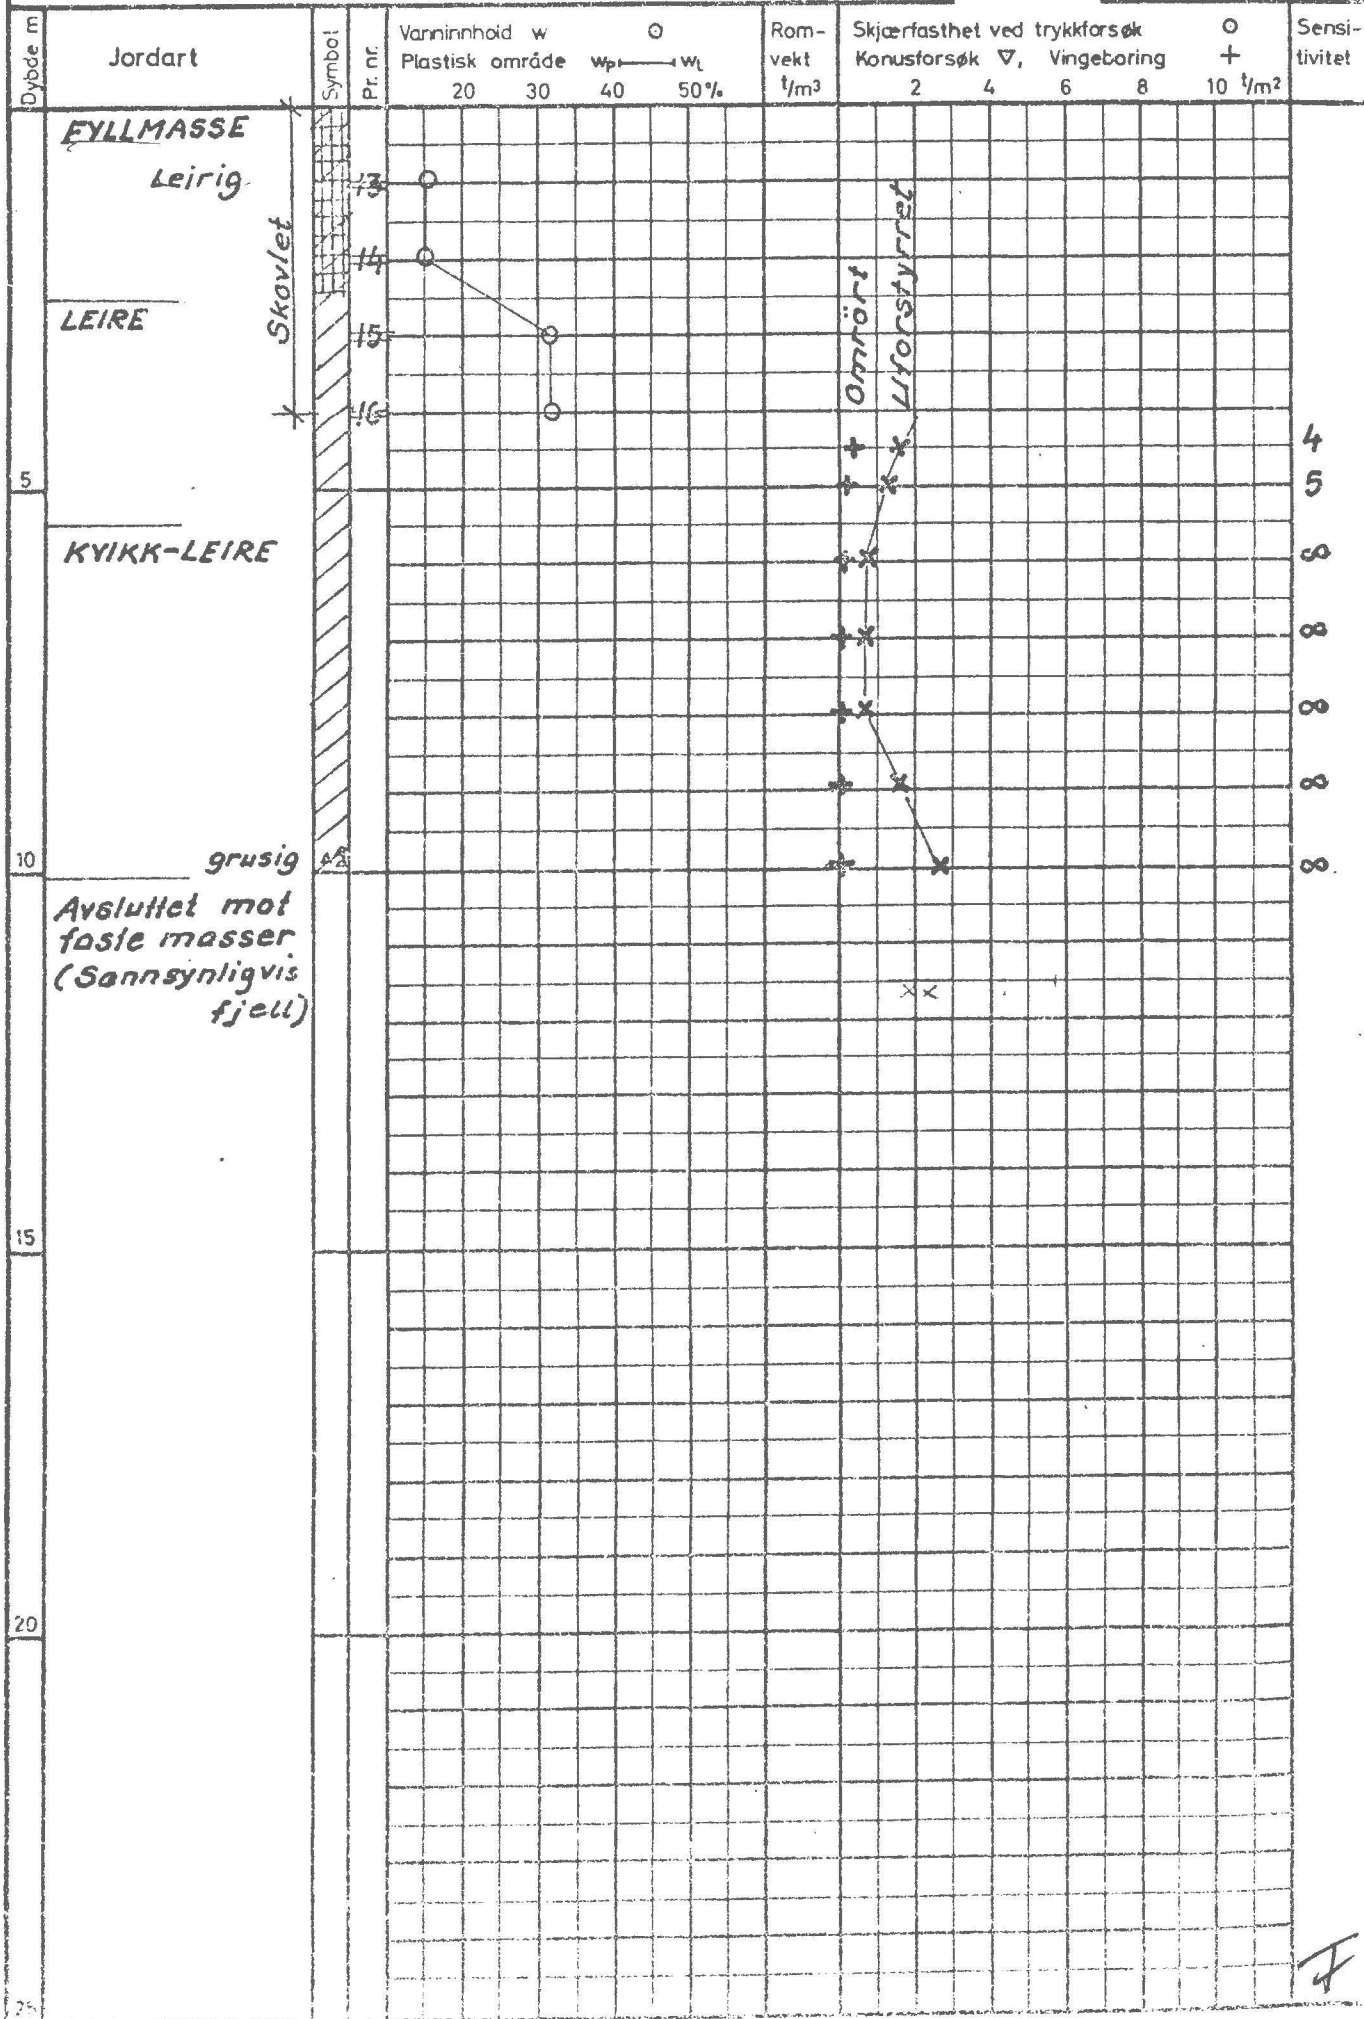 Dybde m
Jordart
Symbol
Pr. nr.
Vanninnhold w
Plastisk område wp wL
20 30 40 50%
Rom-
vekt
t/m³
Skjærfasthet ved trykkforsøk
Konusforsøk ▽, Vingeboring +
2 4 6 8 10 t/m²
Sensi-
tivitet
FYLLMASSE
Leirig
Skovlet
13
14
LEIRE
15
16
Omrört
Uforstyrret
4
5
5
KVIKK-LEIRE
∞
∞
∞
∞
10
grusig
∞
Avsluttet mot
faste masser
(Sannsynligvis
fjell)
15
20
25